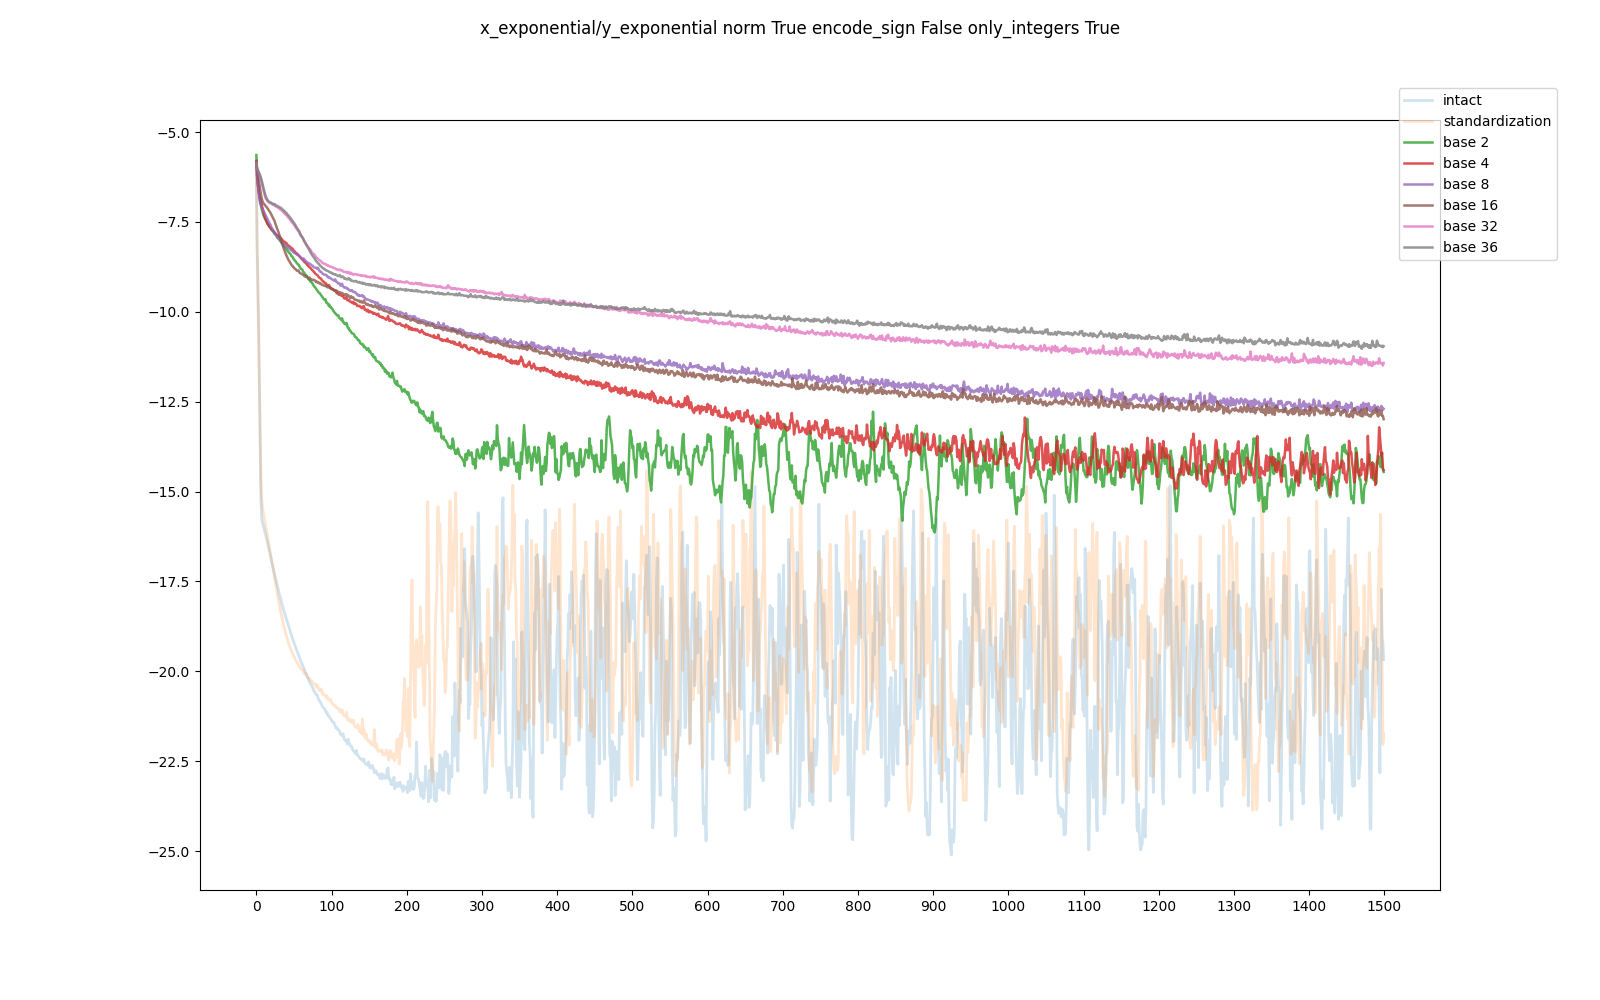 x_exponential/y_exponential norm True encode_sign False only_integers True
intact
standardization
base 2
base 4
base 8
base 16
base 32
base 36
−5.0
−7.5
−10.0
−12.5
−15.0
−17.5
−20.0
−22.5
−25.0
0 100 200 300 400 500 600 700 800 900 1000 1100 1200 1300 1400 1500